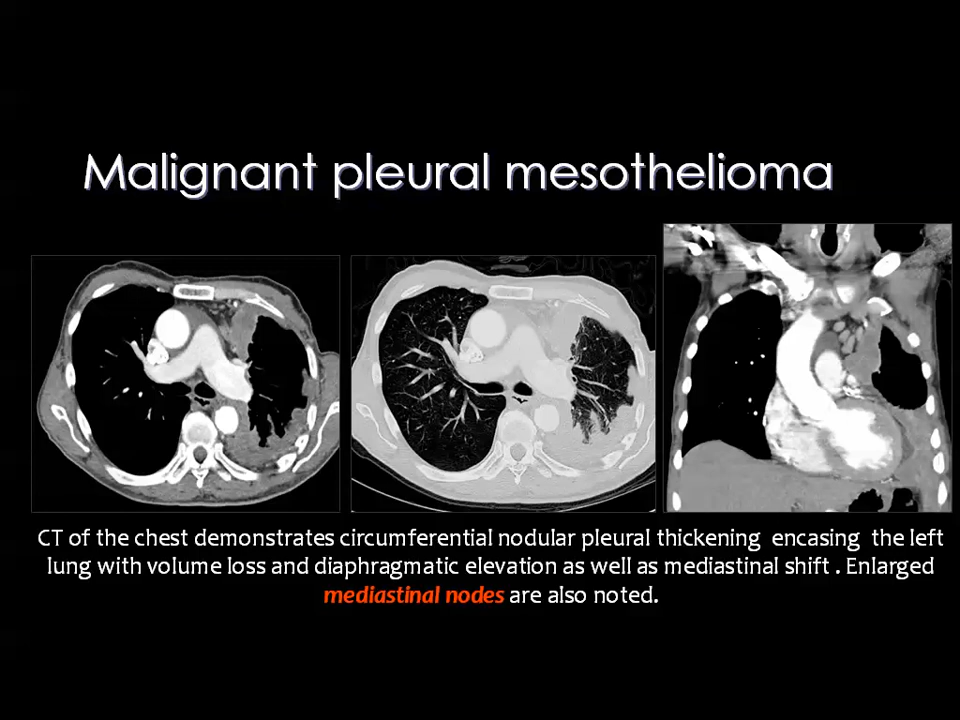 Malignant pleural mesothelioma
CT of the chest demonstrates circumferential nodular pleural thickening encasing the left
lung with volume loss and diaphragmatic elevation as well as mediastinal shift . Enlarged
mediastinal nodes are also noted.